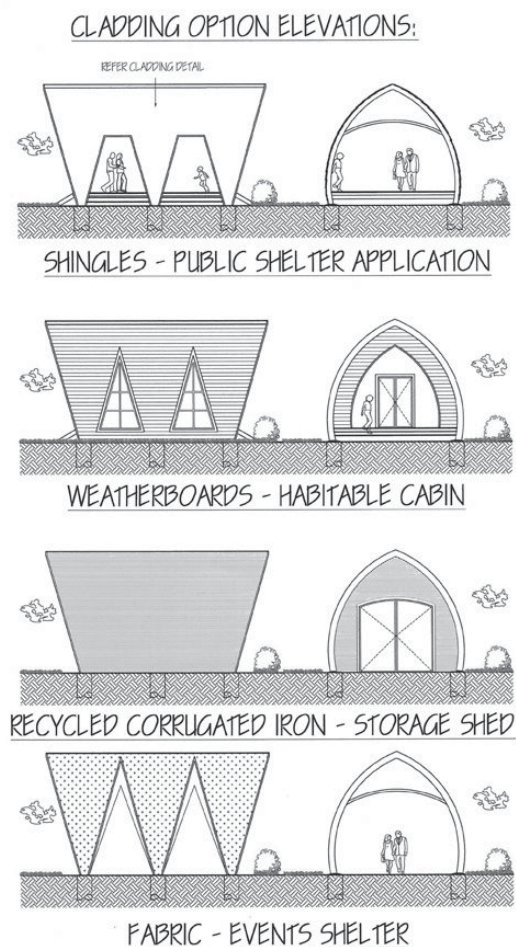 CLADDING OPTION ELEVATIONS:
REFER CLADDING DETAIL
SHINGLES - PUBLIC SHELTER APPLICATION
WEATHERBOARDS - HABITABLE CABIN
RECYCLED CORRUGATED IRON - STORAGE SHED
FABRIC - EVENTS SHELTER